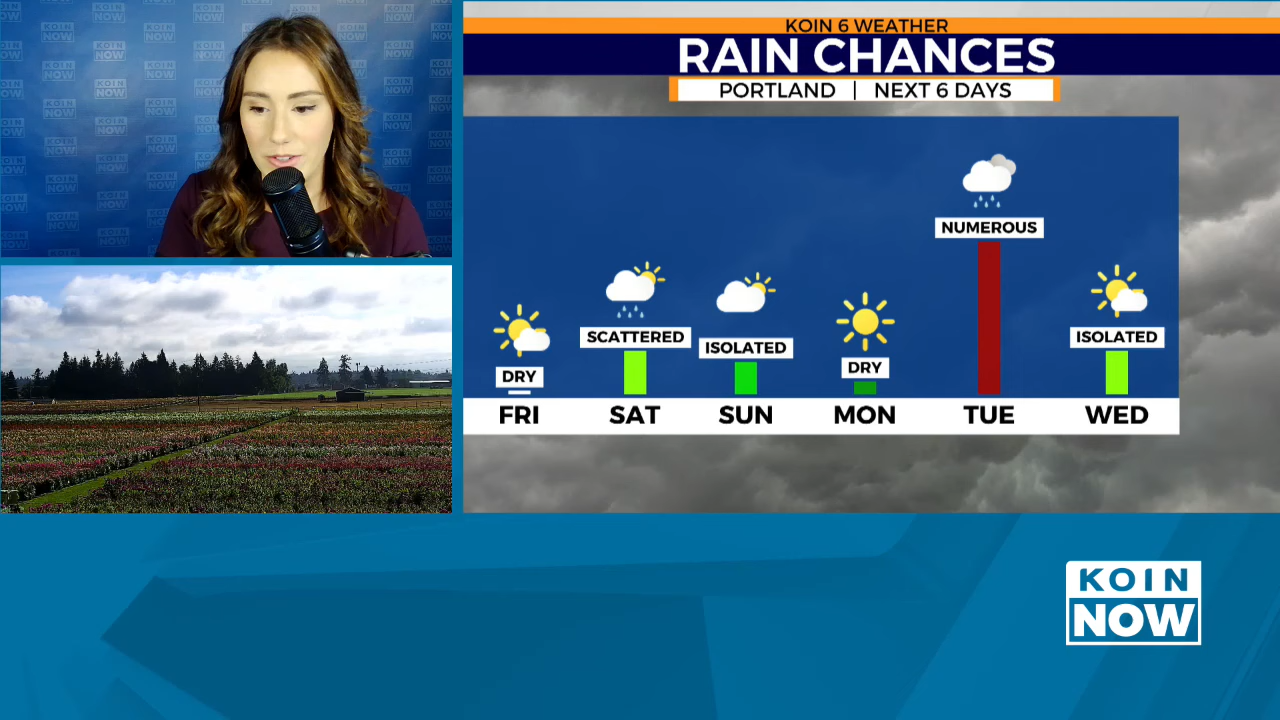 KOIN 6 WEATHER
RAIN CHANCES
PORTLAND | NEXT 6 DAYS
NUMEROUS
SCATTERED
ISOLATED
ISOLATED
DRY
DRY
FRI SAT SUN MON TUE WED
KOIN
NOW